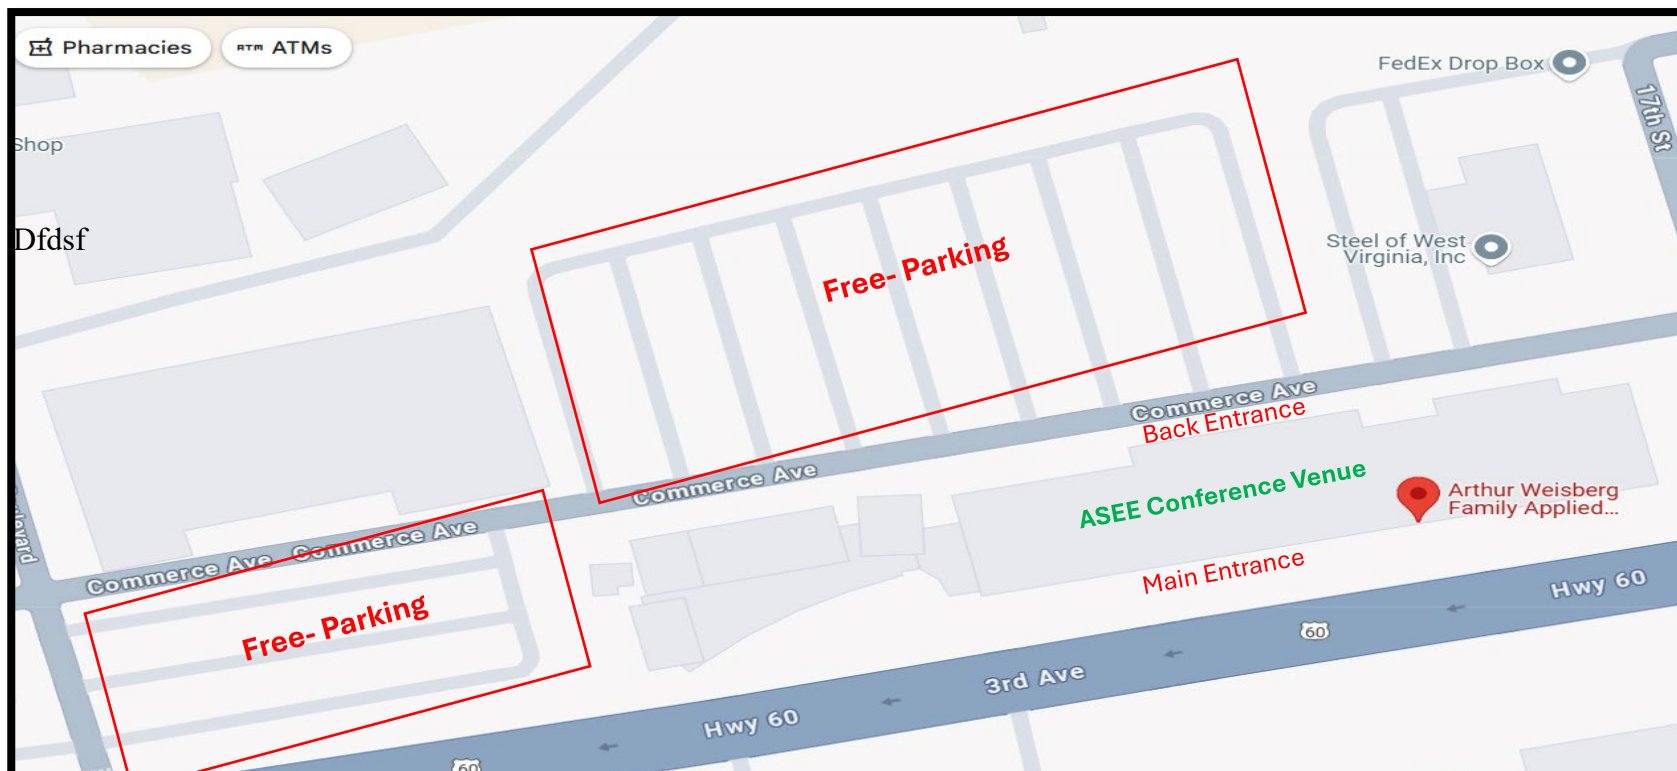 Pharmacies
ATM ATMs
FedEx Drop Box
17th St
Shop
Dfdsf
Free- Parking
Steel of West
Virginia, Inc
Commerce Ave
Back Entrance
Commerce Ave
ASEE Conference Venue
Arthur Weisberg
Family Applied...
Commerce Ave Commerce Ave
Main Entrance
Free- Parking
Hwy 60
60
3rd Ave
Hwy 60
60